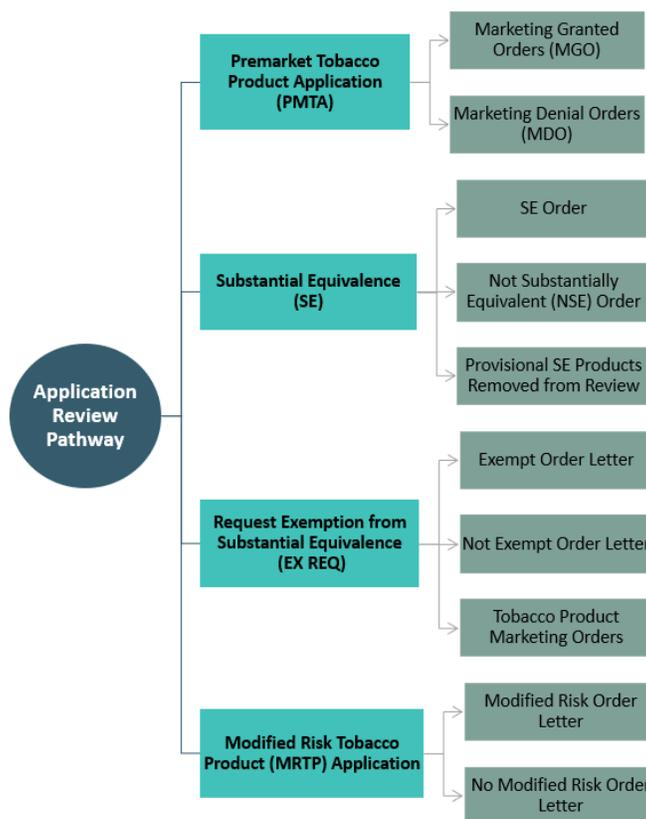 Application
Review
Pathway
Premarket Tobacco
Product Application
(PMTA)
Marketing Granted
Orders (MGO)
Marketing Denial Orders
(MDO)
Substantial Equivalence
(SE)
SE Order
Not Substantially
Equivalent (NSE) Order
Provisional SE Products
Removed from Review
Request Exemption from
Substantial Equivalence
(EX REQ)
Exempt Order Letter
Not Exempt Order Letter
Tobacco Product
Marketing Orders
Modified Risk Tobacco
Product (MRTP) Application
Modified Risk Order
Letter
No Modified Risk Order
Letter